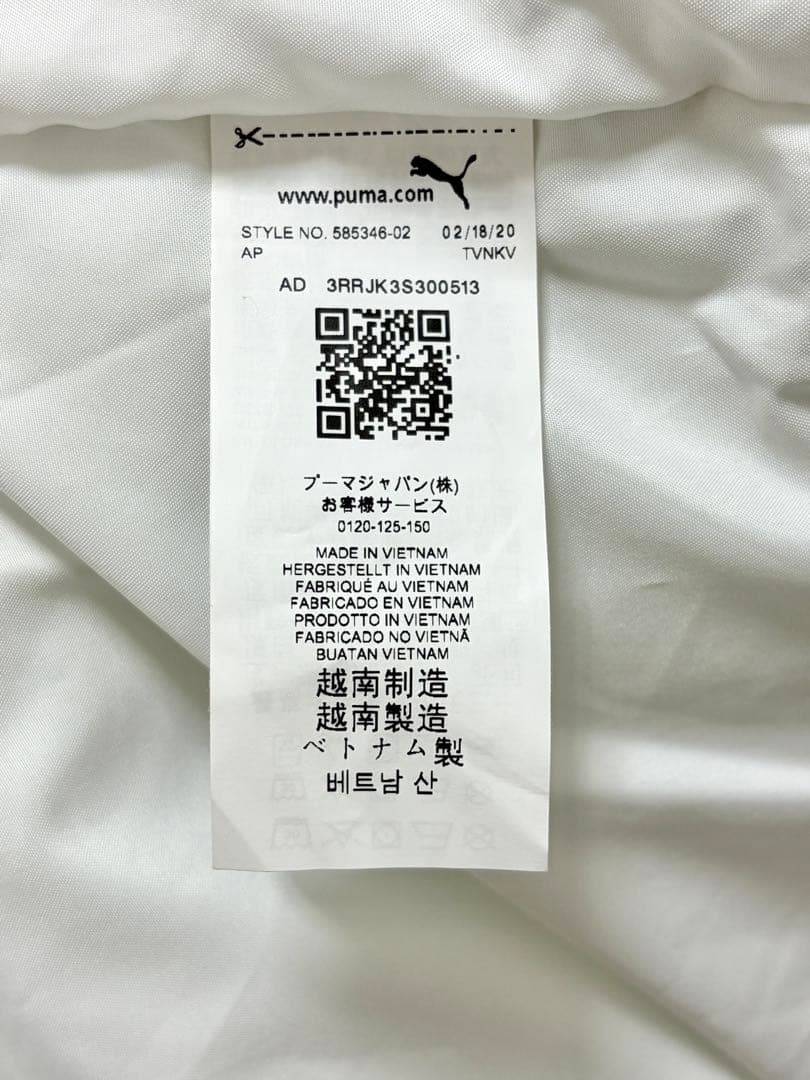 www.puma.com
STYLE NO. 585346-02 02/18/20
AP TVNKV
AD 3RRJK3S300513
プーマジャパン(株)
お客様サービス
0120-125-150
MADE IN VIETNAM
HERGESTELLT IN VIETNAM
FABRIQUÉ AU VIETNAM
FABRICADO EN VIETNAM
PRODOTTO IN VIETNAM
FABRICADO NO VIETNÃ
BUATAN VIETNAM
越南制造
越南製造
ベトナム製
베트남 산